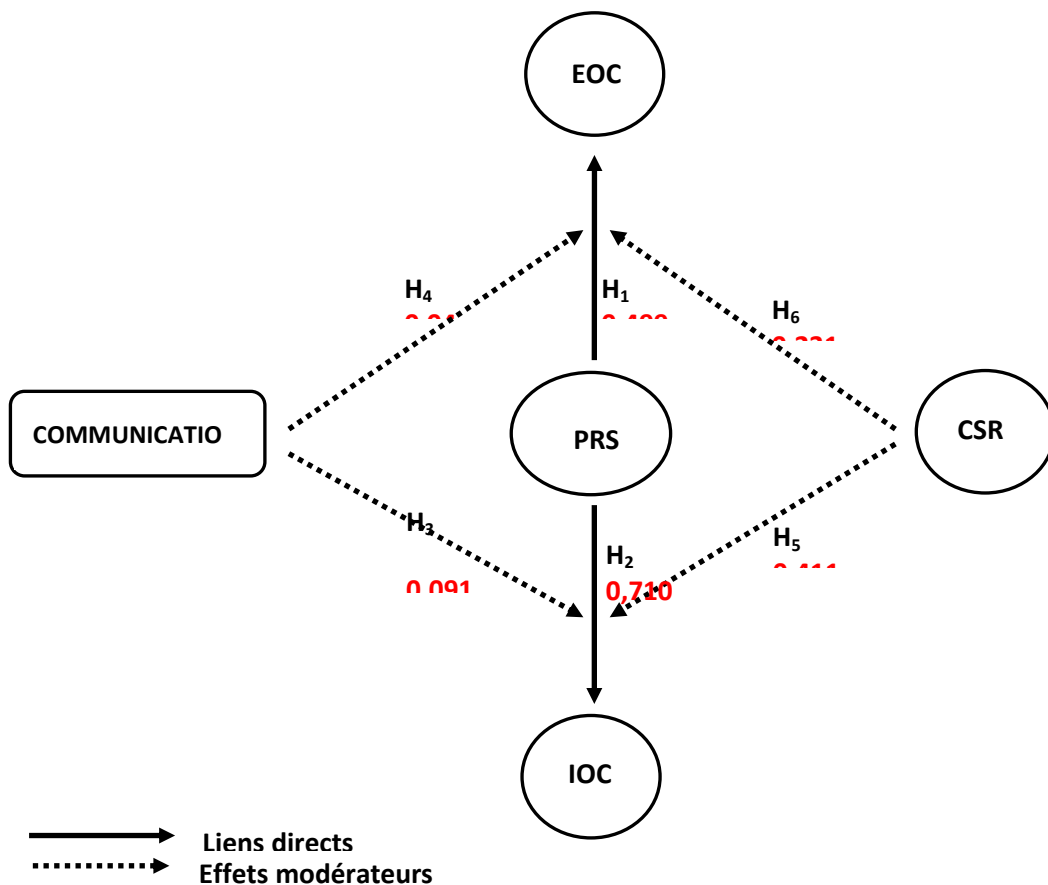 EOC
H4
H1
H6
COMMUNICATIO
PRS
CSR
H3
0,091
H2
0,710
H5
IOC
Liens directs
Effets modérateurs